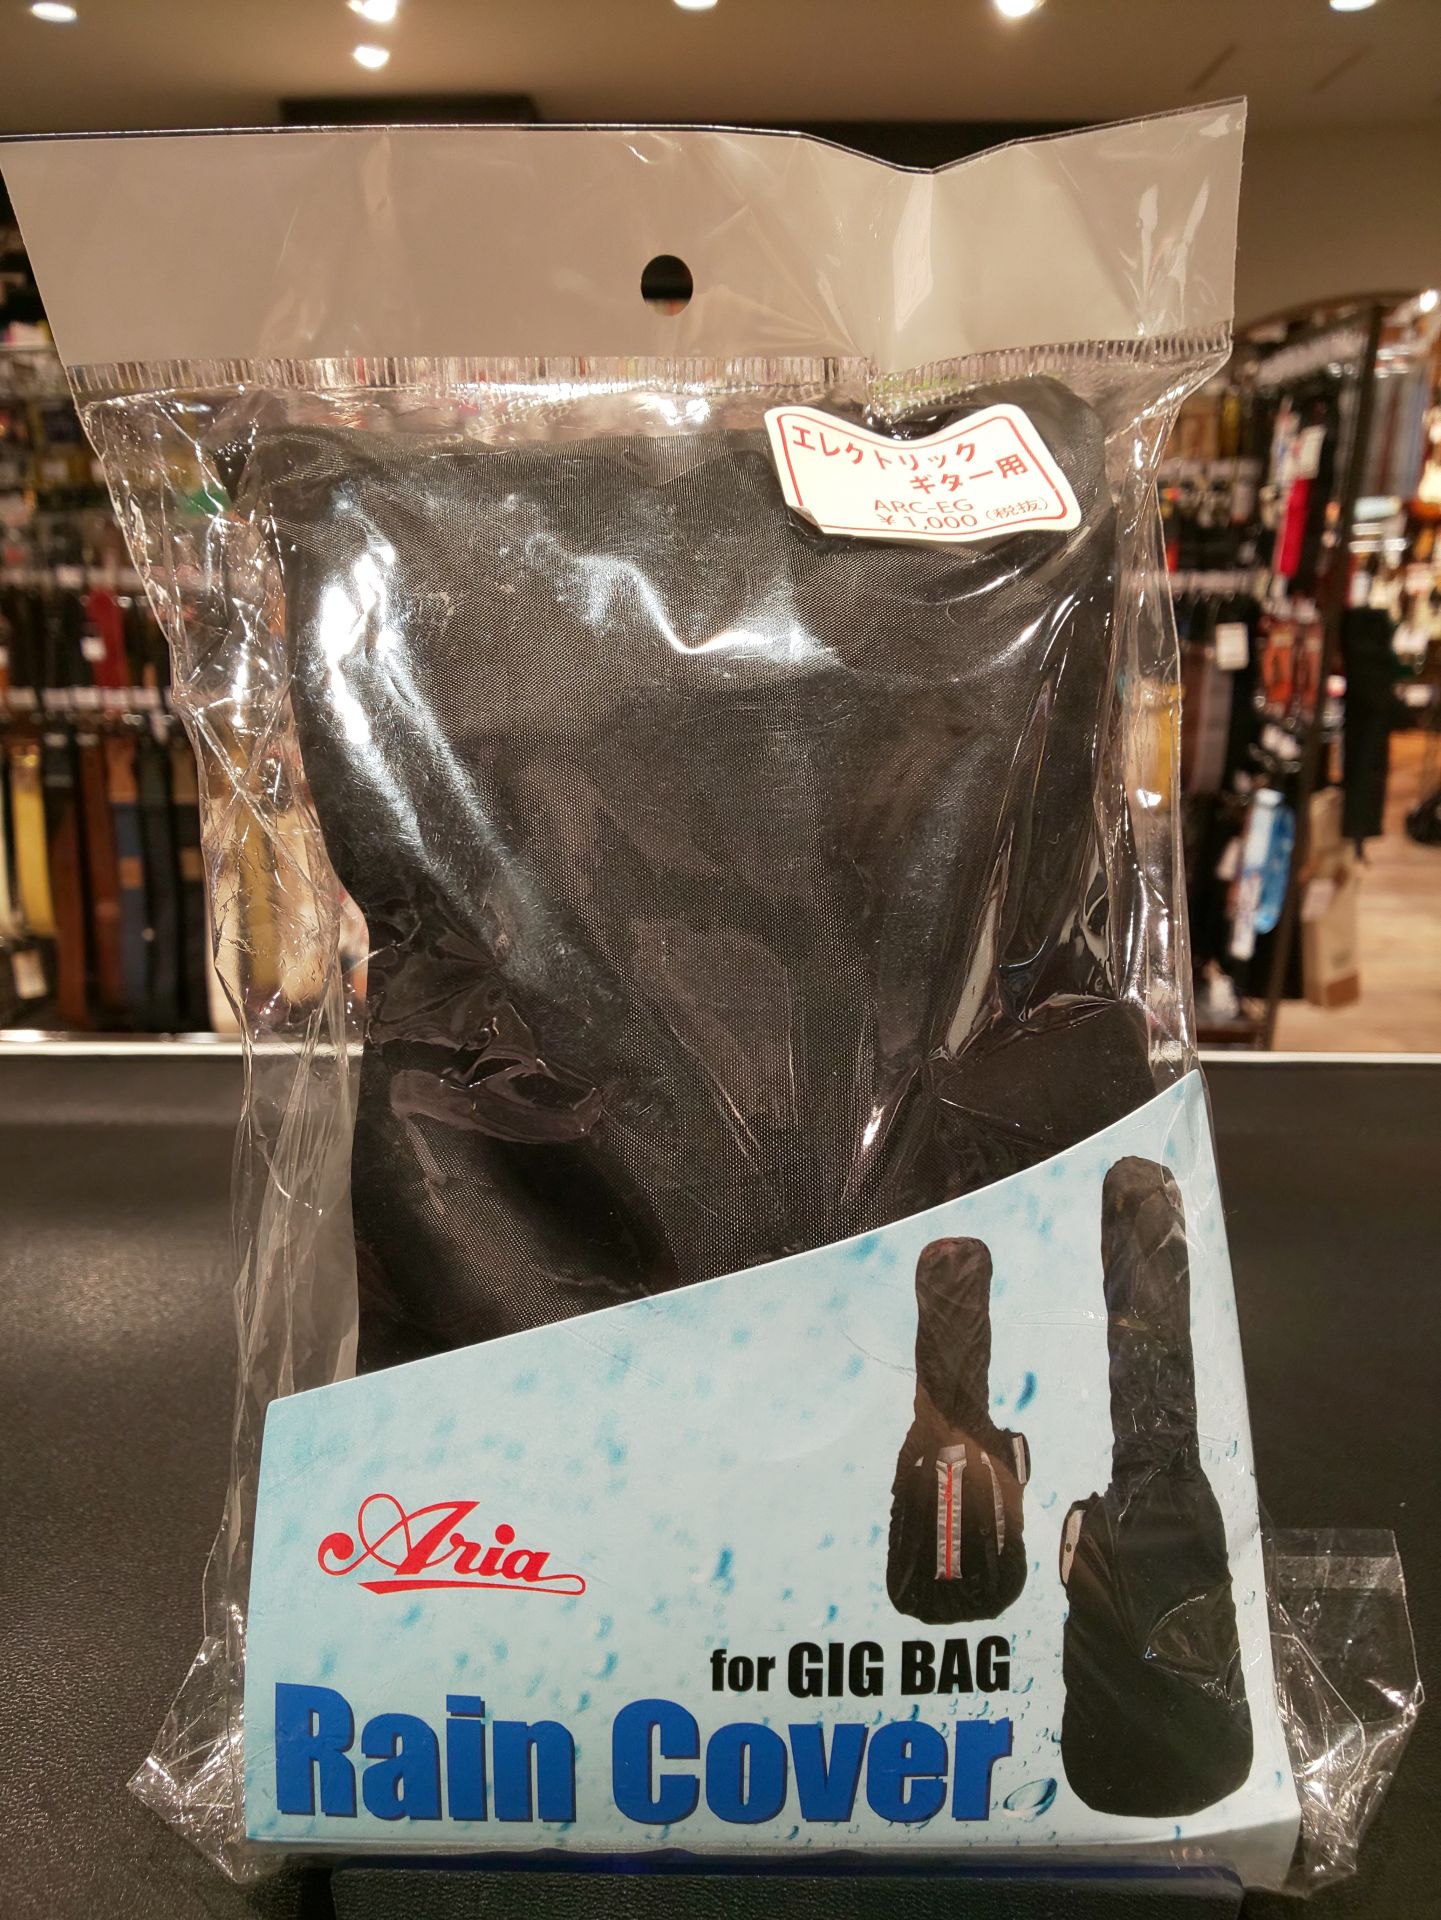 エレクトリック
ギター用
ARC-EG
¥1,000(税抜)
Aria
for GIG BAG
Rain Cover